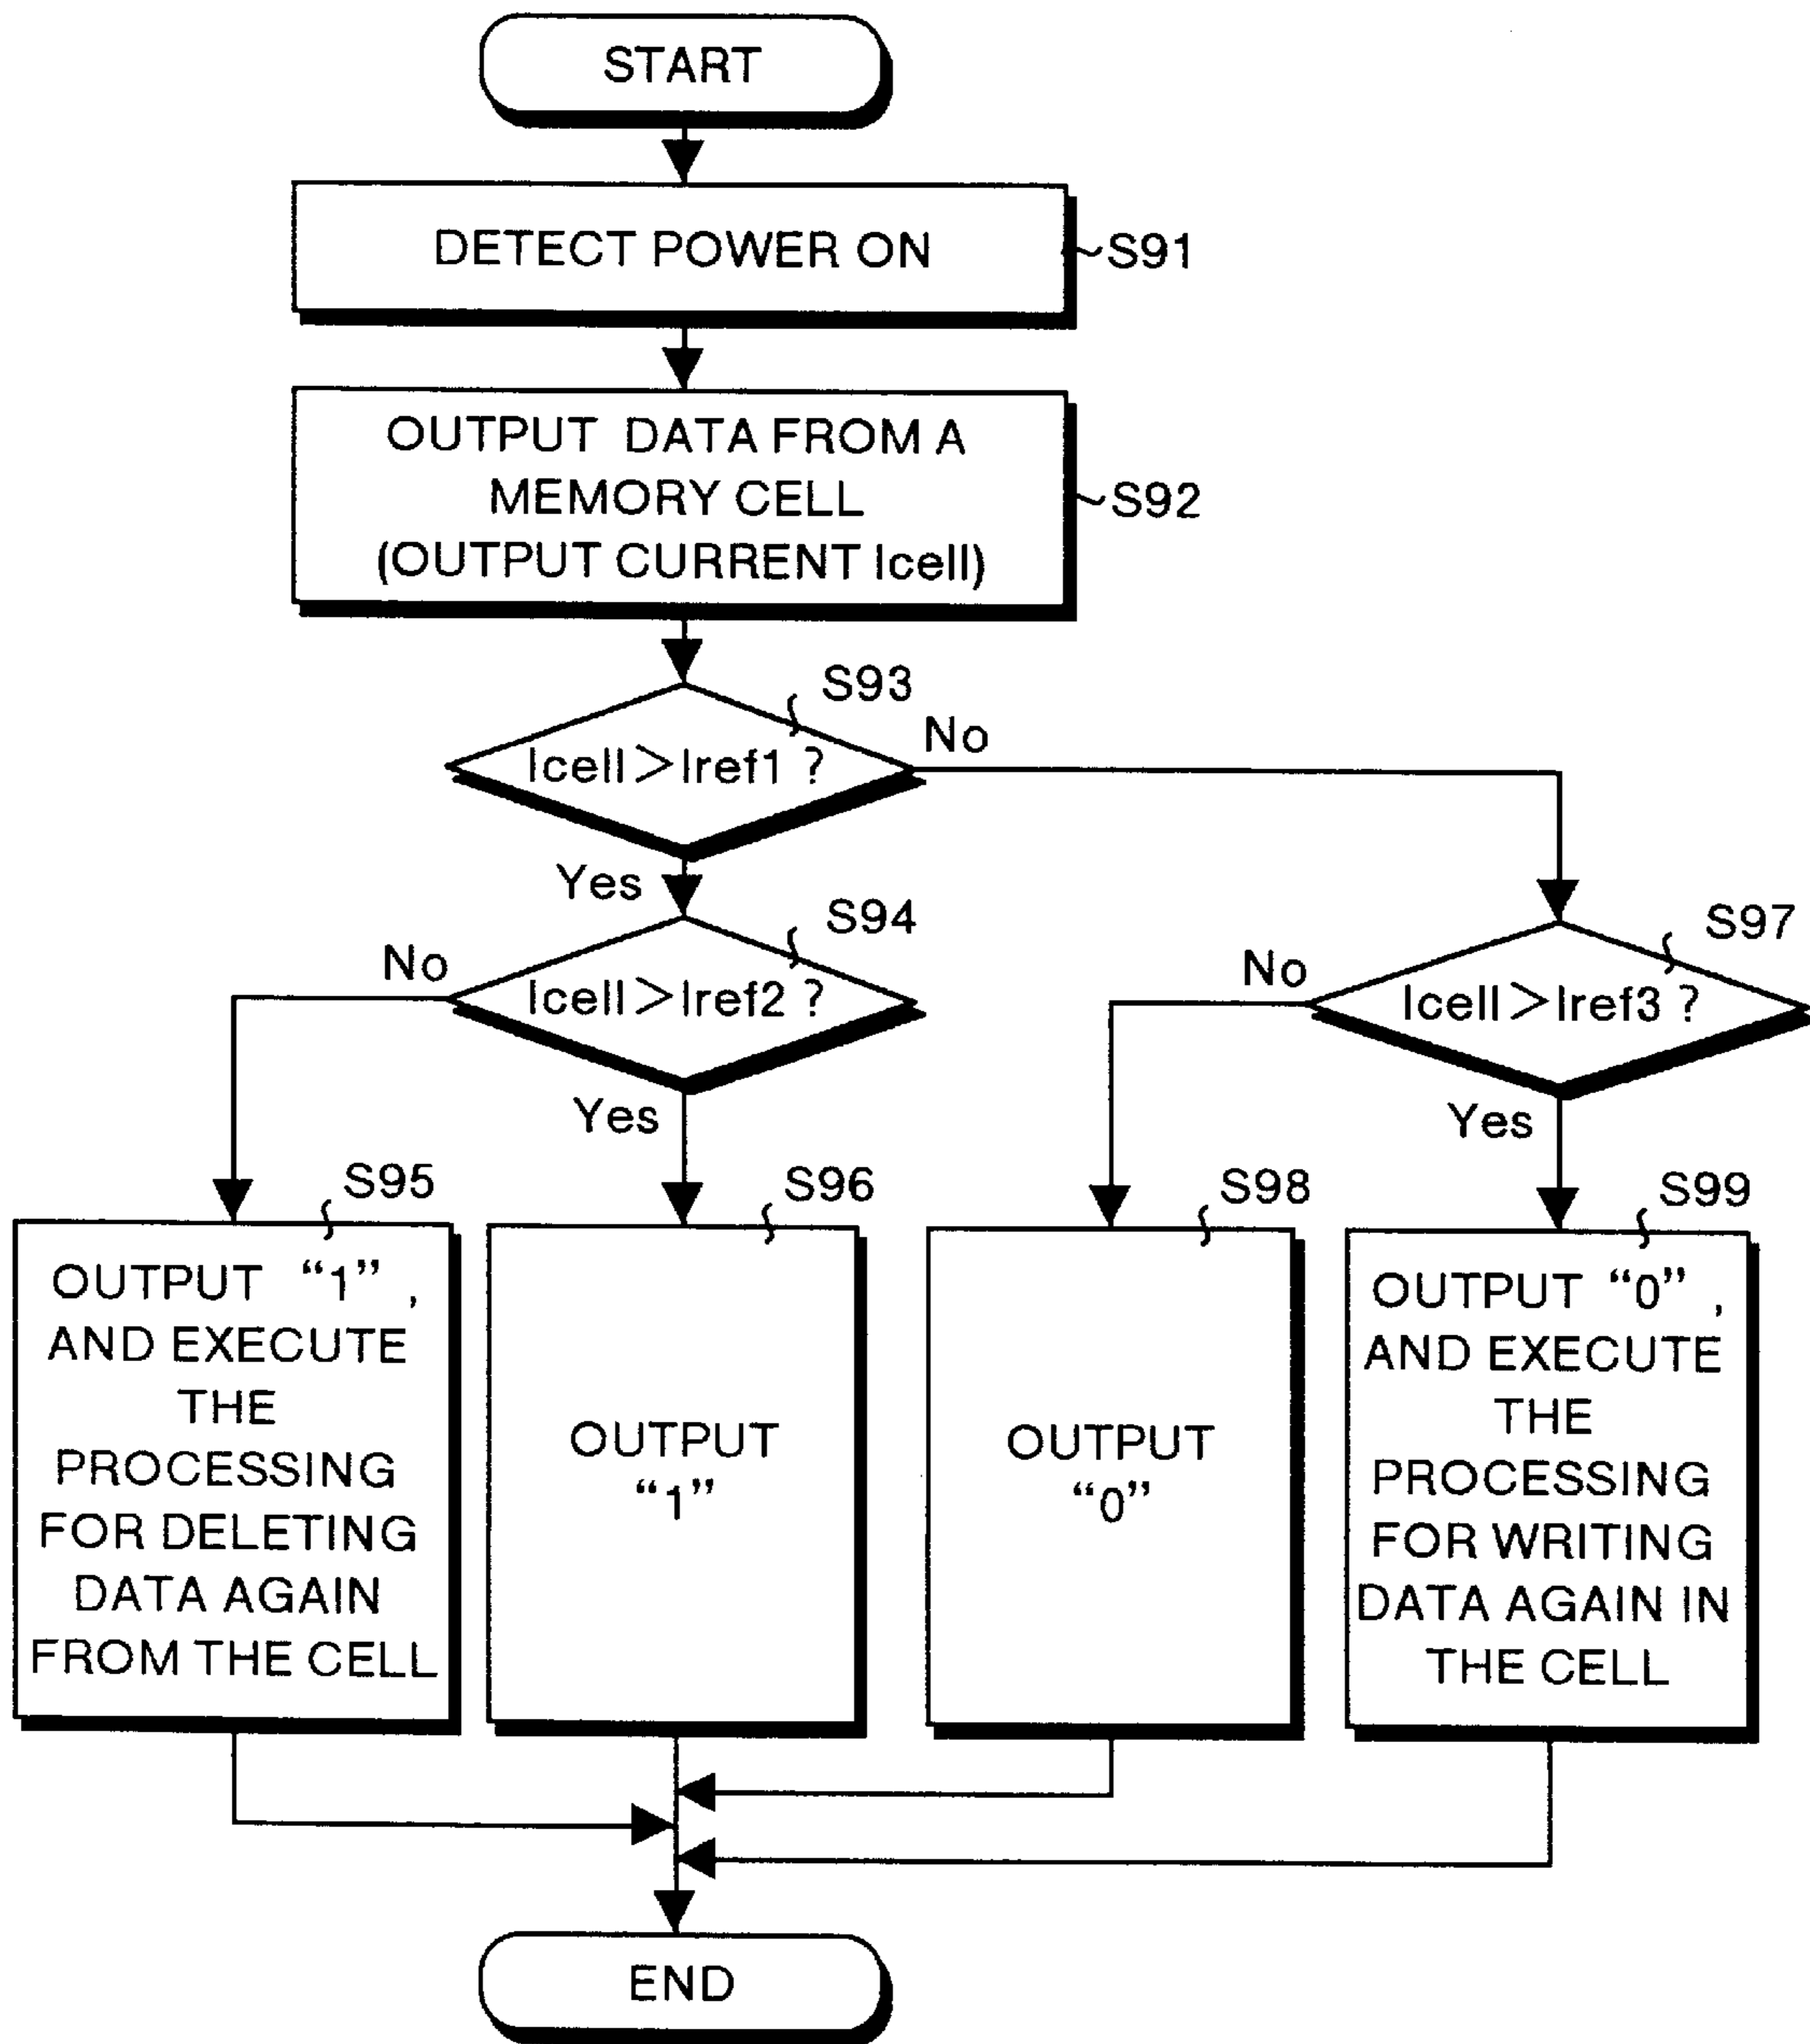 START
DETECT POWER ON
S91
OUTPUT DATA FROM A
MEMORY CELL
(OUTPUT CURRENT Icell)
S92
S93
Icell>Iref1 ?
No
Yes
S94
Icell>Iref2 ?
No
Yes
S97
Icell>Iref3 ?
No
Yes
S95
OUTPUT “1” ,
AND EXECUTE
THE
PROCESSING
FOR DELETING
DATA AGAIN
FROM THE CELL
S96
OUTPUT
“1”
S98
OUTPUT
“0”
S99
OUTPUT “0” ,
AND EXECUTE
THE
PROCESSING
FOR WRITING
DATA AGAIN IN
THE CELL
END